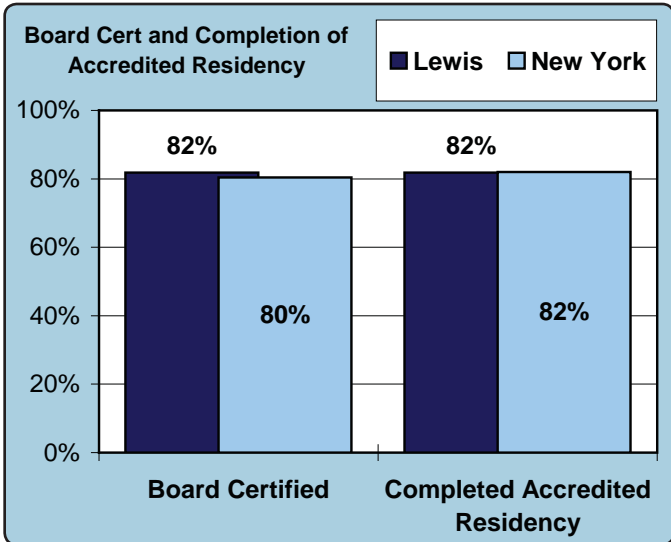 Board Cert and Completion of
Accredited Residency
Lewis
New York
100%
80%
60%
40%
20%
0%
82%
80%
82%
82%
Board Certified
Completed Accredited
Residency